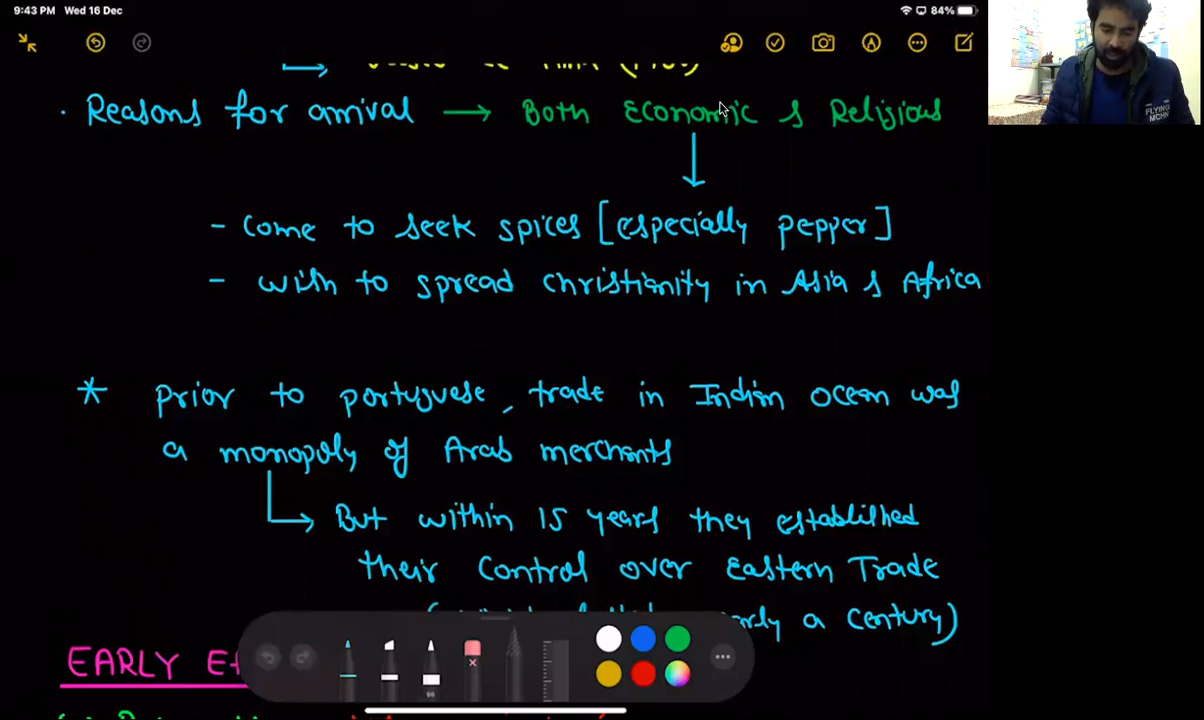 9:43 PM Wed 16 Dec
84%
• Reasons for arrival → Both Economic & Religious
- Come to seek spices [especially pepper]
- Wish to spread christianity in Asia & Africa
* Prior to portuguese, trade in Indian ocean was
a monopoly of Arab merchants
But within 15 years they established
their control over Eastern Trade
a century)
EARLY
FLYING
50